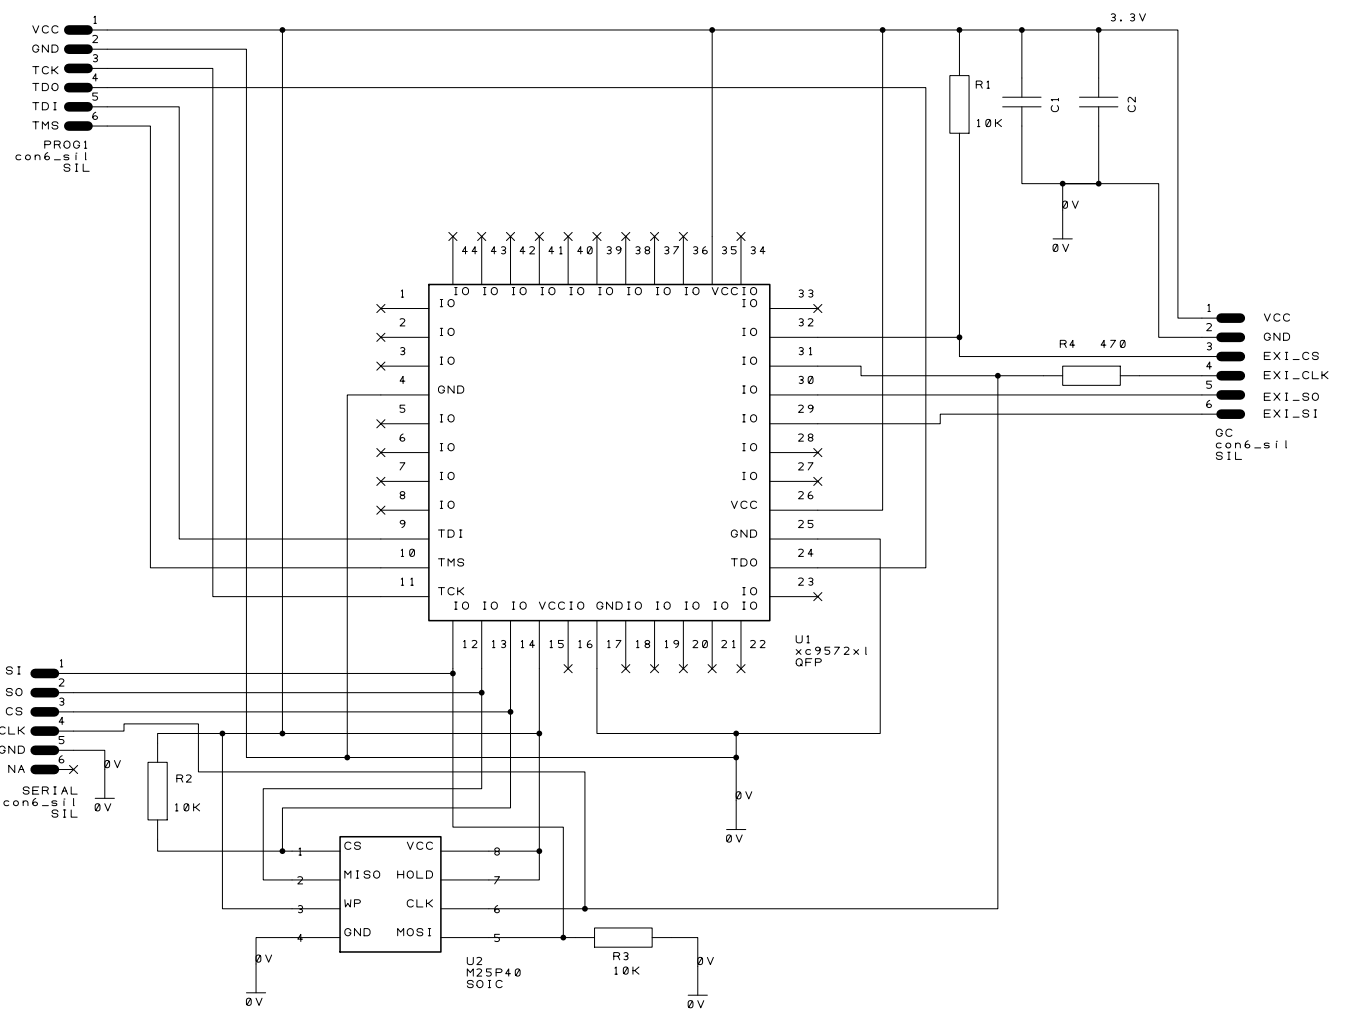 3.3V
VCC 1
GND 2
TCK 3
TDO 4
TDI 5
TMS 6
PROG1
con6_sil
SIL
R1
10K
C1
C2
0V
0V
44 43 42 41 40 39 38 37 36 35 34
IO IO IO IO IO IO IO IO IO VCC IO
1 IO
2 IO
3 IO
4 GND
5 IO
6 IO
7 IO
8 IO
9 TDI
10 TMS
11 TCK
IO 33
IO 32
IO 31
IO 30
IO 29
IO 28
IO 27
VCC 26
GND 25
TDO 24
IO 23
IO IO IO VCC IO GND IO IO IO IO IO
12 13 14 15 16 17 18 19 20 21 22
U1
xc9572xl
QFP
1 VCC
2 GND
3 EXI_CS
4 EXI_CLK
5 EXI_SO
6 EXI_SI
GC
con6_sil
SIL
R4 470
SI 1
SO 2
CS 3
CLK 4
GND 5
NA 6
SERIAL
con6_sil
SIL
0V
0V
R2
10K
0V
0V
1 CS VCC 8
2 MISO HOLD 7
3 WP CLK 6
4 GND MOSI 5
U2
M25P40
SOIC
0V
0V
R3
10K
0V
0V